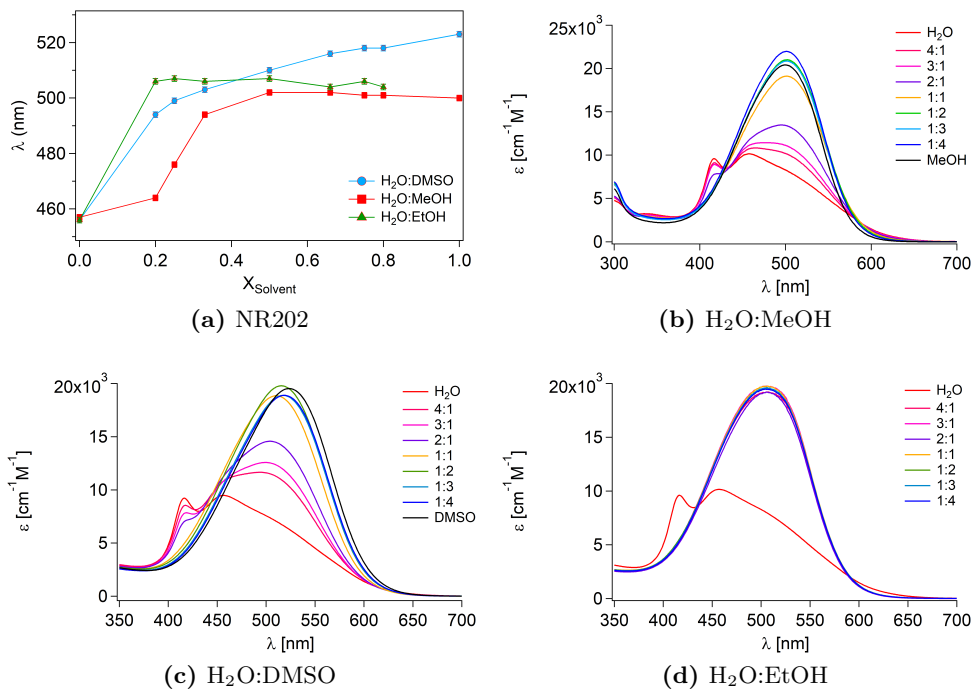 520
500
480
460
λ (nm)
0.0
0.2
0.4
0.6
0.8
1.0
X_Solvent
H₂O:DMSO
H₂O:MeOH
H₂O:EtOH
(a) NR202
25x10³
20
15
10
5
0
ε [cm⁻¹M⁻¹]
300
400
500
600
700
λ [nm]
H₂O
4:1
3:1
2:1
1:1
1:2
1:3
1:4
MeOH
(b) H₂O:MeOH
20x10³
15
10
5
0
ε [cm⁻¹M⁻¹]
350
400
450
500
550
600
650
700
λ [nm]
H₂O
4:1
3:1
2:1
1:1
1:2
1:3
1:4
DMSO
(c) H₂O:DMSO
20x10³
15
10
5
0
ε [cm⁻¹M⁻¹]
350
400
450
500
550
600
650
700
λ [nm]
H₂O
4:1
3:1
2:1
1:1
1:2
1:3
1:4
(d) H₂O:EtOH